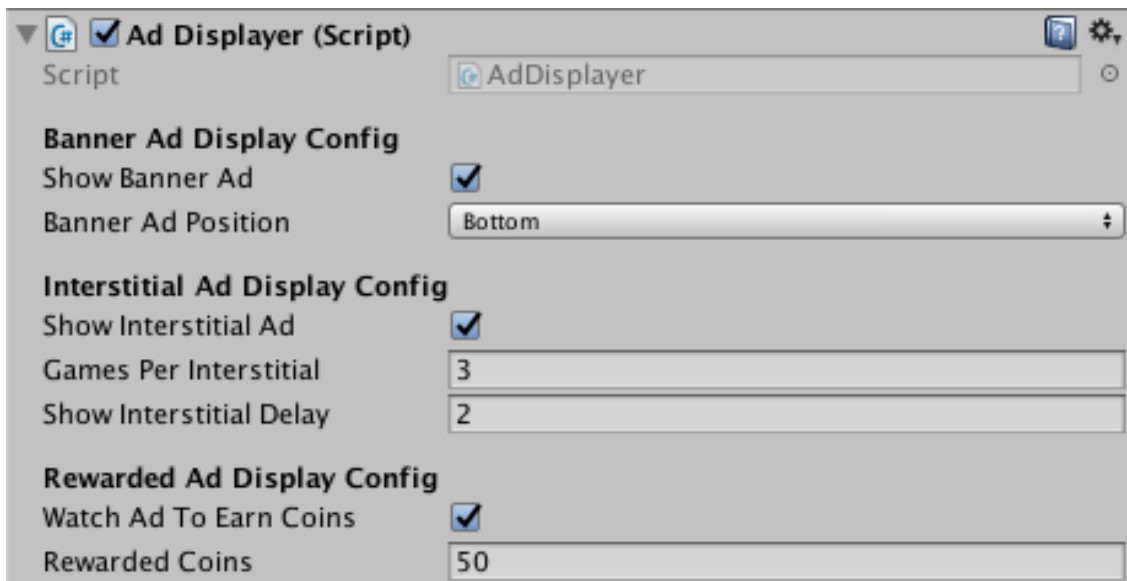 Ad Displayer (Script)
Script AdDisplayer
Banner Ad Display Config
Show Banner Ad
Banner Ad Position Bottom
Interstitial Ad Display Config
Show Interstitial Ad
Games Per Interstitial 3
Show Interstitial Delay 2
Rewarded Ad Display Config
Watch Ad To Earn Coins
Rewarded Coins 50